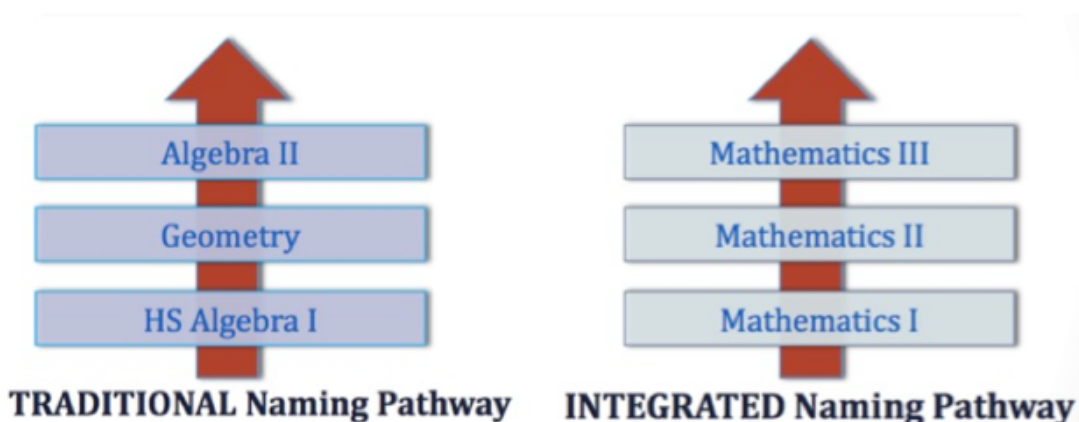 Algebra II
Geometry
HS Algebra I
TRADITIONAL Naming Pathway
Mathematics III
Mathematics II
Mathematics I
INTEGRATED Naming Pathway